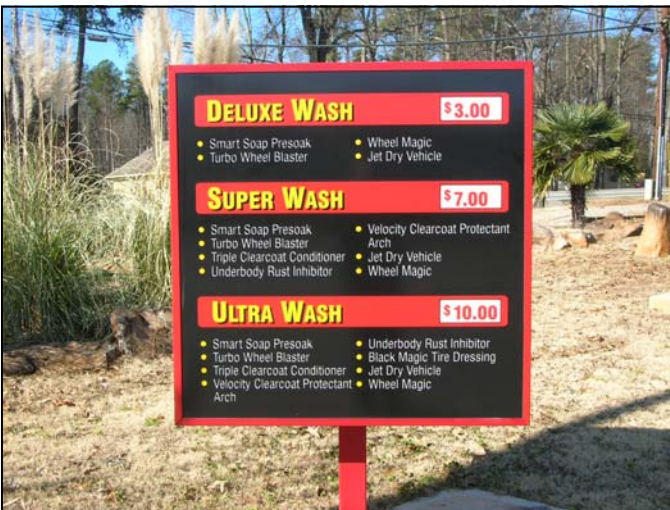 DELUXE WASH $3.00
• Smart Soap Presoak
• Turbo Wheel Blaster
• Wheel Magic
• Jet Dry Vehicle
SUPER WASH $7.00
• Smart Soap Presoak
• Turbo Wheel Blaster
• Triple Clearcoat Conditioner
• Underbody Rust Inhibitor
• Velocity Clearcoat Protectant
Arch
• Jet Dry Vehicle
• Wheel Magic
ULTRA WASH $10.00
• Smart Soap Presoak
• Turbo Wheel Blaster
• Triple Clearcoat Conditioner
• Velocity Clearcoat Protectant
Arch
• Underbody Rust Inhibitor
• Black Magic Tire Dressing
• Jet Dry Vehicle
• Wheel Magic